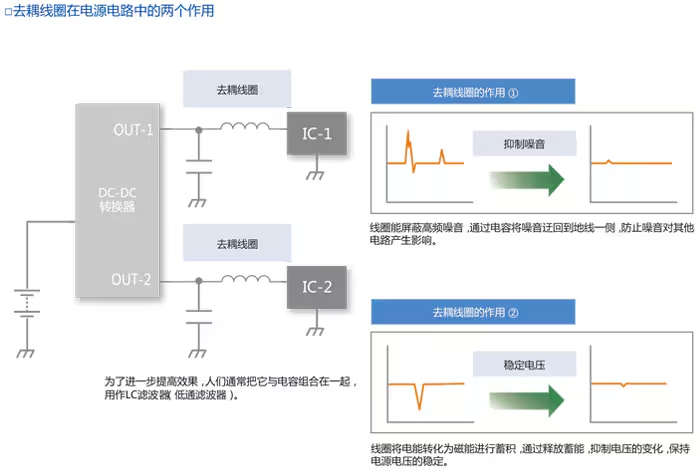 □去耦线圈在电源电路中的两个作用
去耦线圈
OUT-1
IC-1
DC-DC
转换器
去耦线圈
OUT-2
IC-2
为了进一步提高效果,人们通常把它与电容组合在一起,
用作LC滤波器(低通滤波器)。
去耦线圈的作用 ①
抑制噪音
线圈能屏蔽高频噪音,通过电容将噪音迂回到地线一侧,防止噪音对其他
电路产生影响。
去耦线圈的作用 ②
稳定电压
线圈将电能转化为磁能进行蓄积,通过释放蓄能,抑制电压的变化,保持
电源电压的稳定。